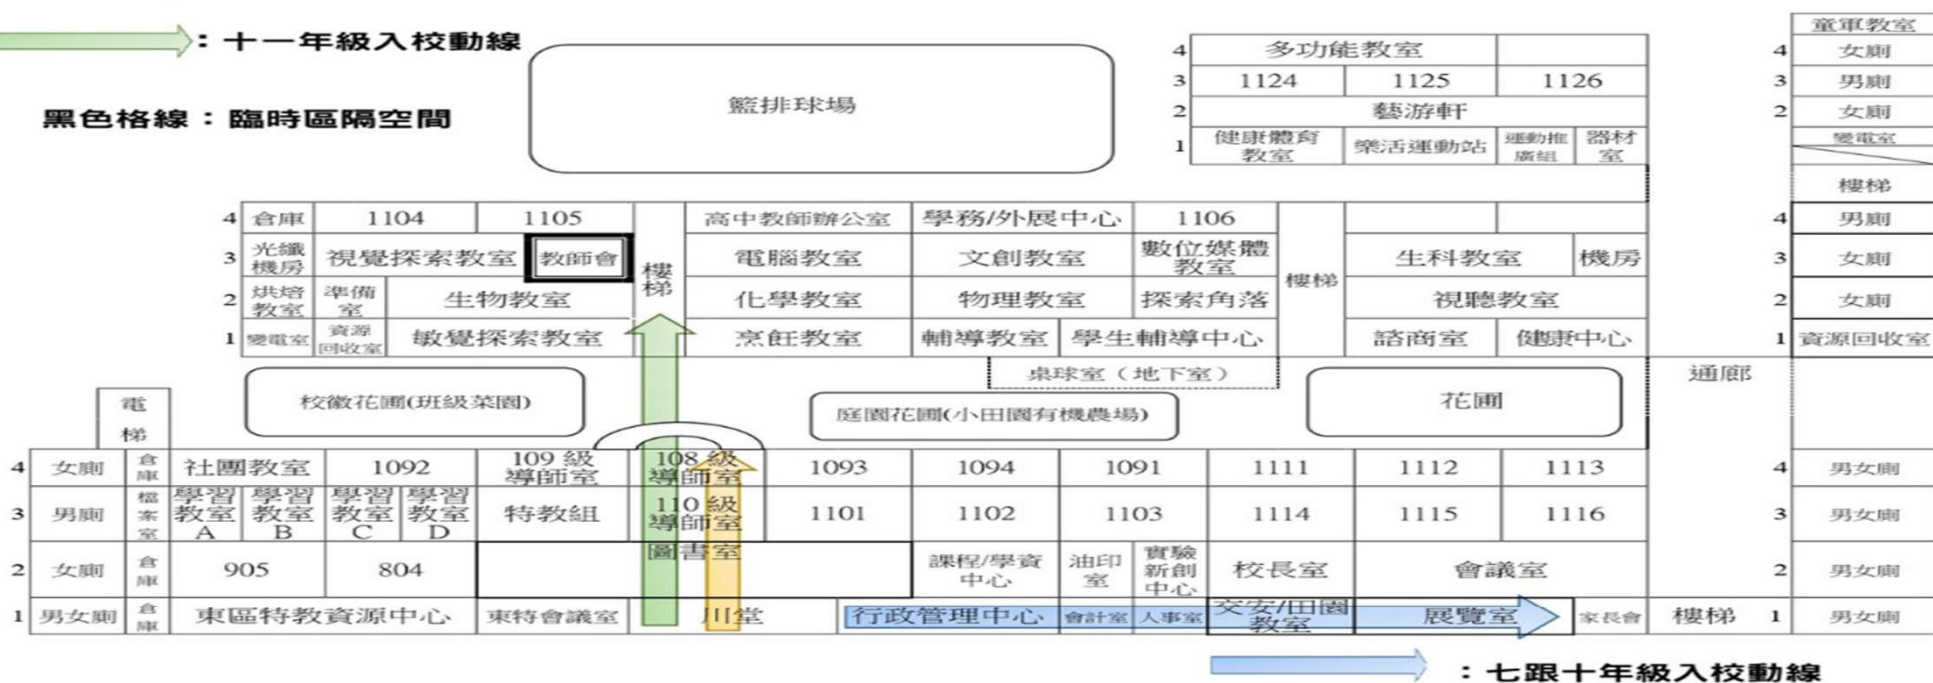 ：十一年級入校動線
黑色格線：臨時區隔空間
籃排球場
4 多功能教室
3 1124 1125 1126
2 藝游軒
1 健康體育教室 樂活運動站 運動推廣組 器材室
童軍教室
4 女廁
3 男廁
2 女廁
變電室
樓梯
4 倉庫 1104 1105 高中教師辦公室 學務/外展中心 1106 4 男廁
3 光纖機房 視覺探索教室 教師會 樓梯 電腦教室 文創教室 數位媒體教室 樓梯 生科教室 機房 3 女廁
2 烘焙教室 準備室 生物教室 化學教室 物理教室 探索角落 視聽教室 2 女廁
1 變電室 資源回收室 敏覺探索教室 烹飪教室 輔導教室 學生輔導中心 諮商室 健康中心 1 資源回收室
桌球室（地下室） 通廊
電梯 校徽花圃(班級菜園) 庭園花圃(小田園有機農場) 花圃
4 女廁 倉庫 社團教室 1092 109 級導師室 108 級導師室 1093 1094 1091 1111 1112 1113 4 男女廁
3 男廁 檔案室 學習教室A 學習教室B 學習教室C 學習教室D 特教組 110 級導師室 1101 1102 1103 1114 1115 1116 3 男女廁
2 女廁 倉庫 905 804 圖書室 課程/學資中心 油印室 實驗新創中心 校長室 會議室 2 男女廁
1 男女廁 倉庫 東區特教資源中心 東特會議室 川堂 行政管理中心 會計室 人事室 交安/田園教室 展覽室 家長會 樓梯 1 男女廁
：七跟十年級入校動線